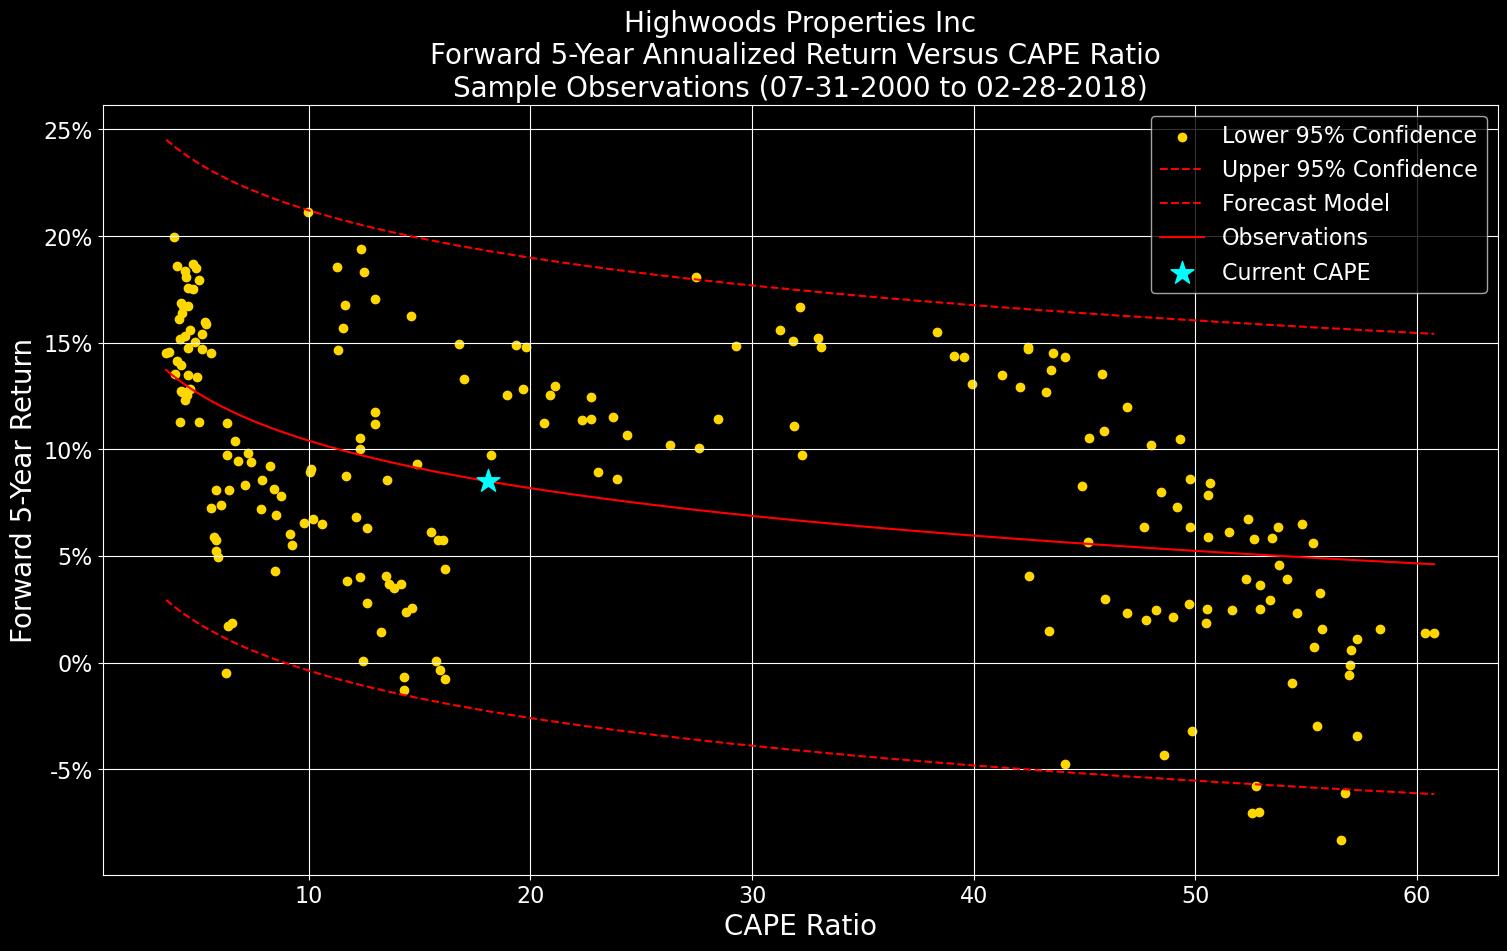 Highwoods Properties Inc
Forward 5-Year Annualized Return Versus CAPE Ratio
Sample Observations (07-31-2000 to 02-28-2018)
Lower 95% Confidence
Upper 95% Confidence
Forecast Model
Observations
Current CAPE
Forward 5-Year Return
25%
20%
15%
10%
5%
0%
-5%
10 20 30 40 50 60
CAPE Ratio